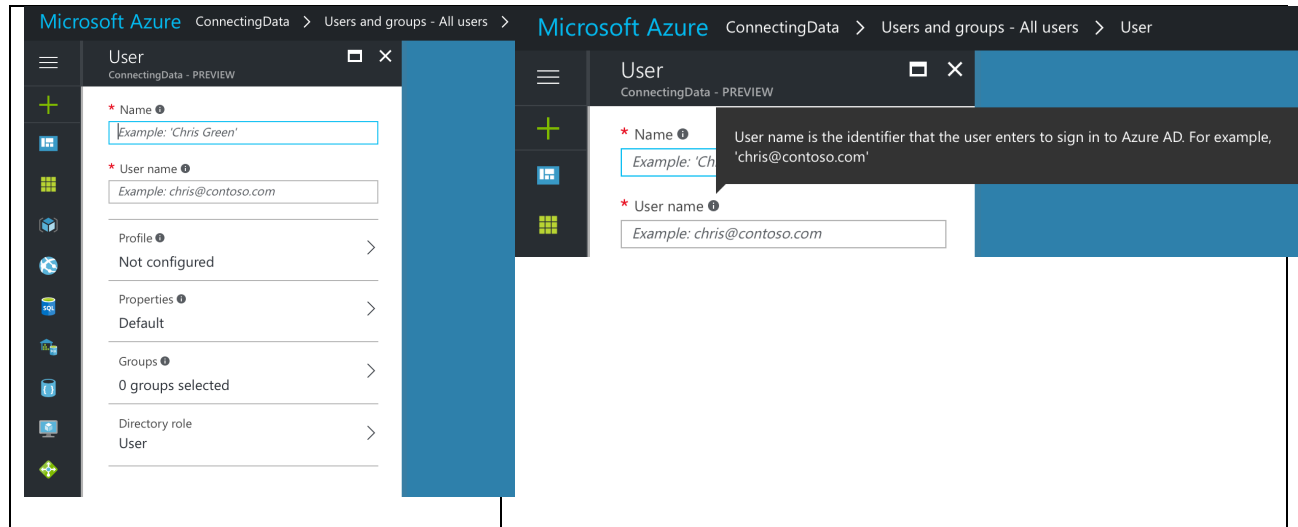 Microsoft Azure ConnectingData > Users and groups - All users >
User
ConnectingData - PREVIEW
* Name
Example: 'Chris Green'
* User name
Example: chris@contoso.com
Profile
Not configured
Properties
Default
Groups
0 groups selected
Directory role
User
SQL
Microsoft Azure ConnectingData > Users and groups - All users > User
User
ConnectingData - PREVIEW
* Name
Example: 'Ch
User name is the identifier that the user enters to sign in to Azure AD. For example,
'chris@contoso.com'
* User name
Example: chris@contoso.com